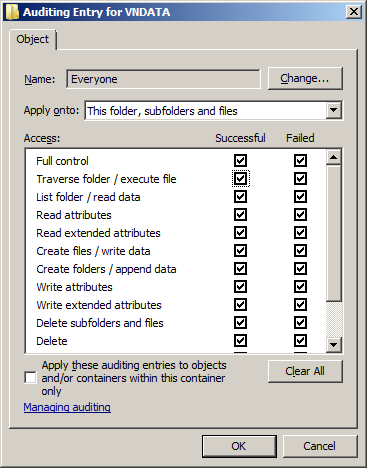 Auditing Entry for VNDATA
Object
Name: Everyone Change...
Apply onto: This folder, subfolders and files
Access: Successful Failed
Full control
Traverse folder / execute file
List folder / read data
Read attributes
Read extended attributes
Create files / write data
Create folders / append data
Write attributes
Write extended attributes
Delete subfolders and files
Delete
Apply these auditing entries to objects
and/or containers within this container
only
Clear All
Managing auditing
OK Cancel